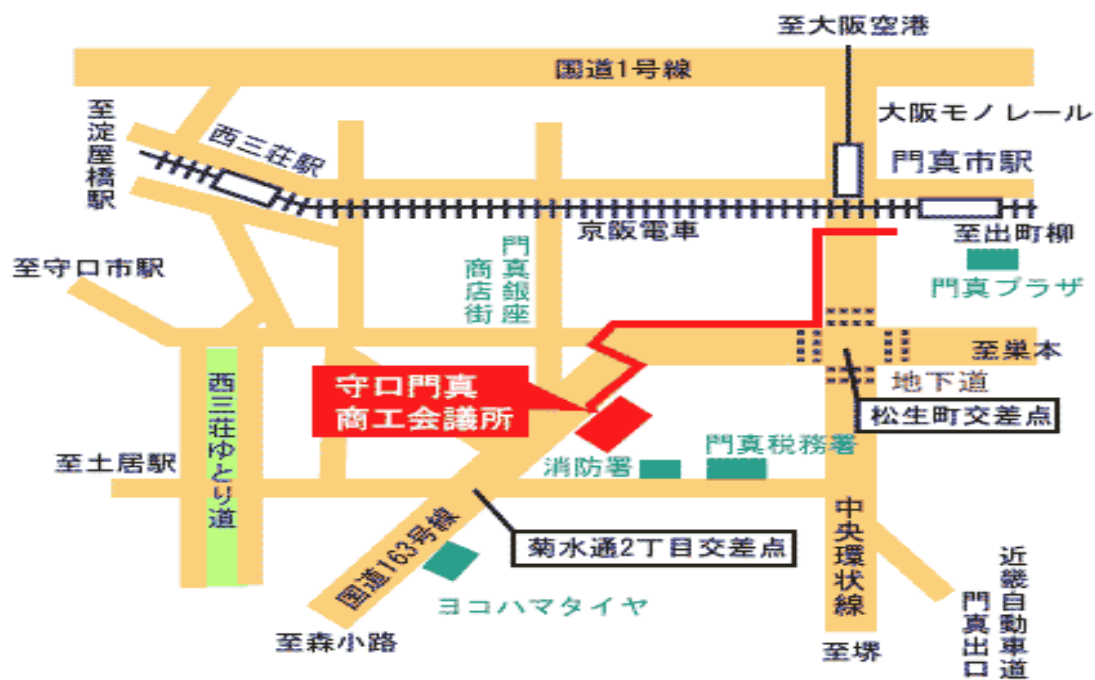 至大阪空港
国道1号線
大阪モノレール
至淀屋橋駅
西三荘駅
門真市駅
京阪電車
至出町柳
門真プラザ
至守口市駅
門真銀座
商店街
至巣本
地下道
松生町交差点
西三荘ゆとり道
守口門真
商工会議所
門真税務署
消防署
至土居駅
中央環状線
菊水通2丁目交差点
国道163号線
ヨコハマタイヤ
近畿自動車道
門真出口
至森小路
至堺